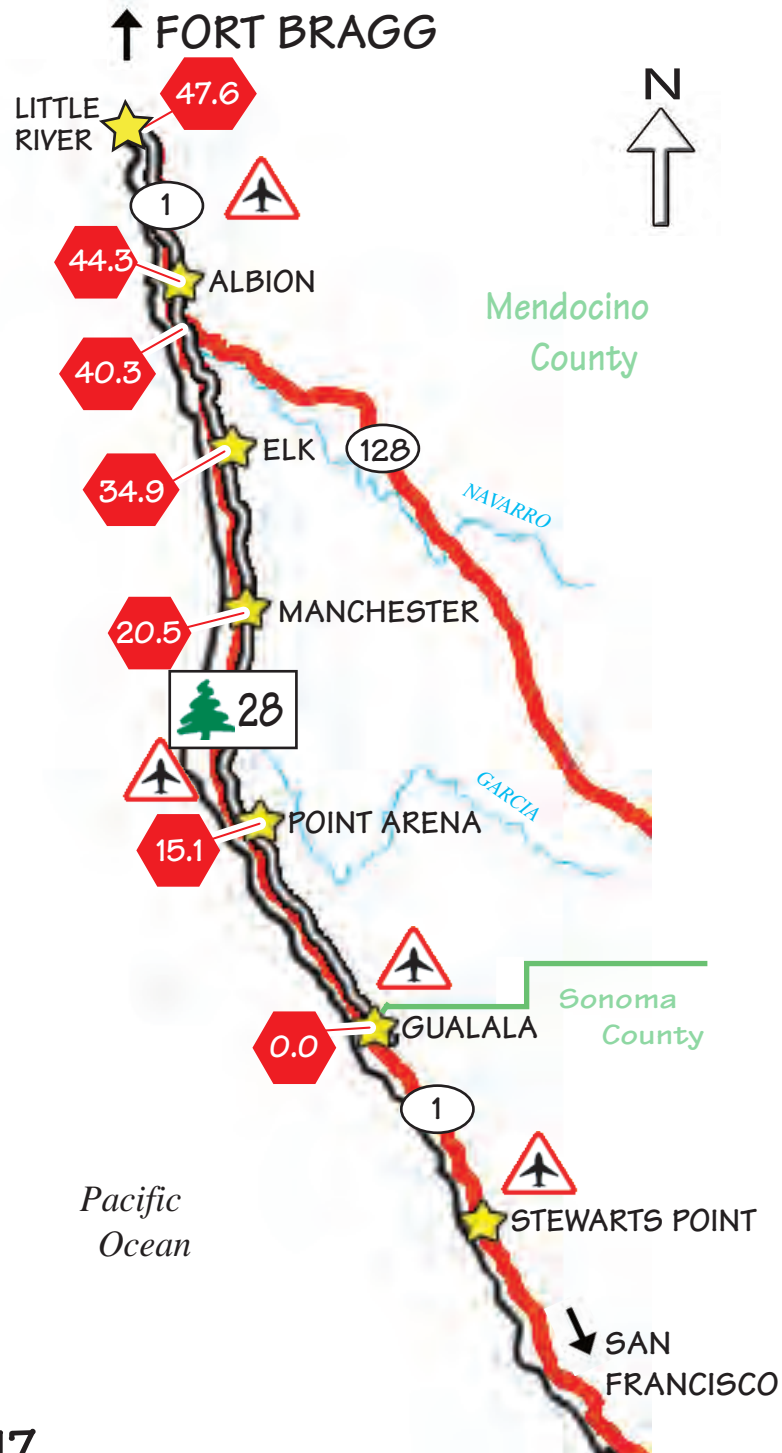 FORT BRAGG
47.6
LITTLE
RIVER
N
1
44.3
ALBION
Mendocino
County
40.3
ELK
128
34.9
NAVARRO
MANCHESTER
20.5
28
GARCIA
POINT ARENA
15.1
Sonoma
County
GUALALA
0.0
1
Pacific
Ocean
STEWARTS POINT
SAN
FRANCISCO
17